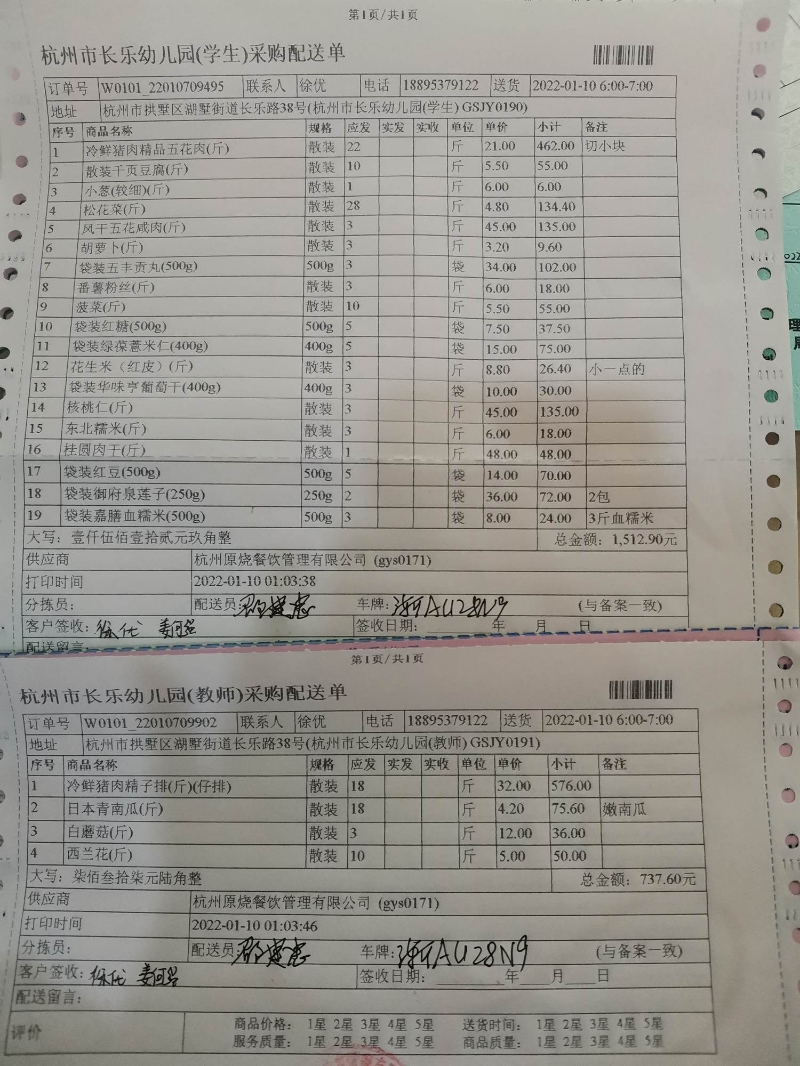 第1页/共1页
杭州市长乐幼儿园(学生)采购配送单
订单号 W0101_22010709495 联系人 徐优 电话 18895379122 送货 2022-01-10 6:00-7:00
地址 杭州市拱墅区湖墅街道长乐路38号(杭州市长乐幼儿园(学生) GSJY0190)
序号 商品名称 规格 应发 实发 实收 单位 单价 小计 备注
1 冷鲜猪肉精品五花肉(斤) 散装 22 斤 21.00 462.00 切小块
2 散装千页豆腐(斤) 散装 10 斤 5.50 55.00
3 小葱(较细)(斤) 散装 1 斤 6.00 6.00
4 松花菜(斤) 散装 28 斤 4.80 134.40
5 风干五花咸肉(斤) 散装 3 斤 45.00 135.00
6 胡萝卜(斤) 散装 3 斤 3.20 9.60
7 袋装五丰贡丸(500g) 500g 3 袋 34.00 102.00
8 番薯粉丝(斤) 散装 3 斤 6.00 18.00
9 菠菜(斤) 散装 10 斤 5.50 55.00
10 袋装红糖(500g) 500g 5 袋 7.50 37.50
11 袋装绿葆薏米仁(400g) 400g 5 袋 15.00 75.00
12 花生米（红皮）(斤) 散装 3 斤 8.80 26.40 小一点的
13 袋装华味亨葡萄干(400g) 400g 3 袋 10.00 30.00
14 核桃仁(斤) 散装 3 斤 45.00 135.00
15 东北糯米(斤) 散装 3 斤 6.00 18.00
16 桂圆肉干(斤) 散装 1 斤 48.00 48.00
17 袋装红豆(500g) 500g 5 袋 14.00 70.00
18 袋装御府泉莲子(250g) 250g 2 袋 36.00 72.00 2包
19 袋装嘉膳血糯米(500g) 500g 3 袋 8.00 24.00 3斤血糯米
大写：壹仟伍佰壹拾贰元玖角整 总金额：1,512.90元
供应商 杭州原烧餐饮管理有限公司 (gys0171)
打印时间 2022-01-10 01:03:38
分拣员: 配送员 车牌: 浙AU28N9 (与备案一致)
客户签收: 签收日期: 年 月 日
配送留言:
第1页/共1页
杭州市长乐幼儿园(教师)采购配送单
订单号 W0101_22010709902 联系人 徐优 电话 18895379122 送货 2022-01-10 6:00-7:00
地址 杭州市拱墅区湖墅街道长乐路38号(杭州市长乐幼儿园(教师) GSJY0191)
序号 商品名称 规格 应发 实发 实收 单位 单价 小计 备注
1 冷鲜猪肉精子排(斤)(仔排) 散装 18 斤 32.00 576.00
2 日本青南瓜(斤) 散装 18 斤 4.20 75.60 嫩南瓜
3 白蘑菇(斤) 散装 3 斤 12.00 36.00
4 西兰花(斤) 散装 10 斤 5.00 50.00
大写：柒佰叁拾柒元陆角整 总金额：737.60元
供应商 杭州原烧餐饮管理有限公司 (gys0171)
打印时间 2022-01-10 01:03:46
分拣员: 配送员 车牌: 浙AU28N9 (与备案一致)
客户签收: 签收日期: 年 月 日
配送留言:
评价 商品价格： 1星 2星 3星 4星 5星 送货时间： 1星 2星 3星 4星 5星
服务质量： 1星 2星 3星 4星 5星 商品质量： 1星 2星 3星 4星 5星